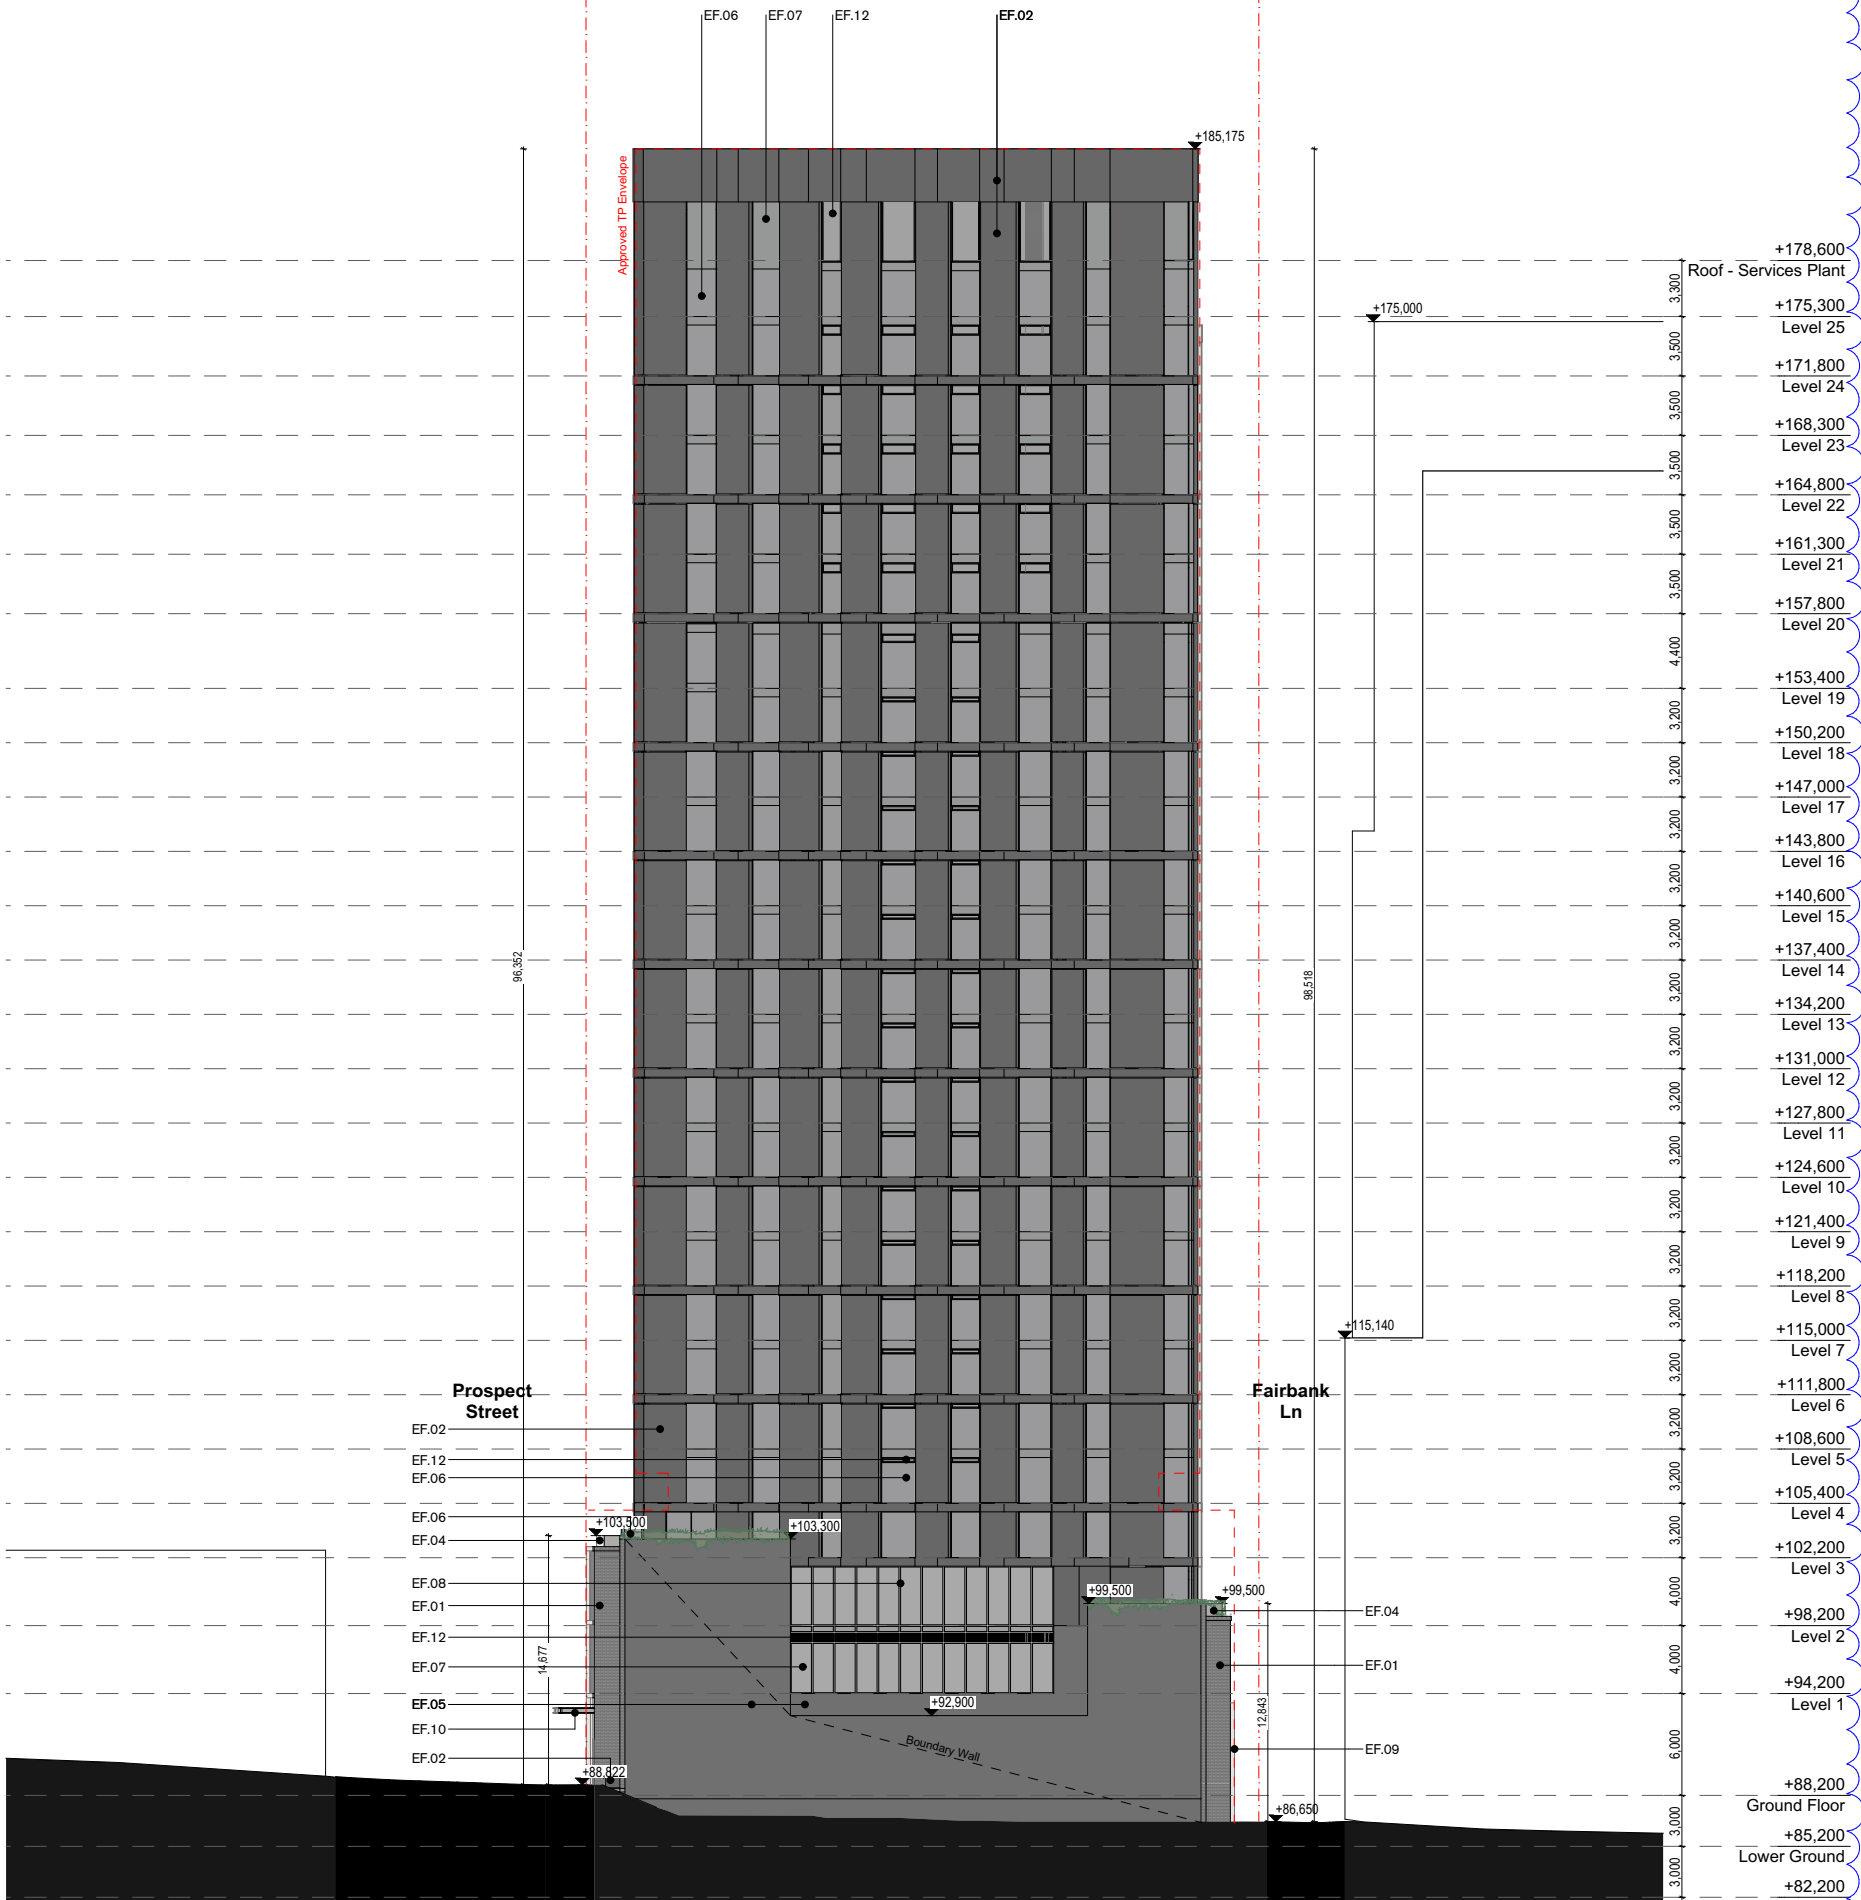 EF.06
EF.07
EF.12
EF.02
+185,175
Approved TP Envelope
+178,600
Roof - Services Plant
3,300
+175,300
Level 25
+175,000
3,500
+171,800
Level 24
3,500
+168,300
Level 23
3,500
+164,800
Level 22
3,500
+161,300
Level 21
3,500
+157,800
Level 20
4,400
+153,400
Level 19
3,200
+150,200
Level 18
3,200
+147,000
Level 17
3,200
+143,800
Level 16
3,200
+140,600
Level 15
3,200
+137,400
Level 14
3,200
+134,200
Level 13
3,200
+131,000
Level 12
3,200
+127,800
Level 11
3,200
+124,600
Level 10
3,200
+121,400
Level 9
3,200
+118,200
Level 8
3,200
+115,000
Level 7
3,200
+111,800
Level 6
3,200
+108,600
Level 5
3,200
+105,400
Level 4
3,200
+102,200
Level 3
4,000
+98,200
Level 2
4,000
+94,200
Level 1
6,000
+88,200
Ground Floor
3,000
+85,200
Lower Ground
3,000
+82,200
96,352
98,518
+115,140
Prospect
Street
Fairbank
Ln
EF.02
EF.12
EF.06
EF.06
+103,500
+103,300
EF.04
EF.08
+99,500
+99,500
EF.01
EF.04
EF.12
14,677
EF.07
EF.01
EF.05
+92,900
12,843
EF.10
Boundary Wall
EF.09
EF.02
+88,822
+86,650